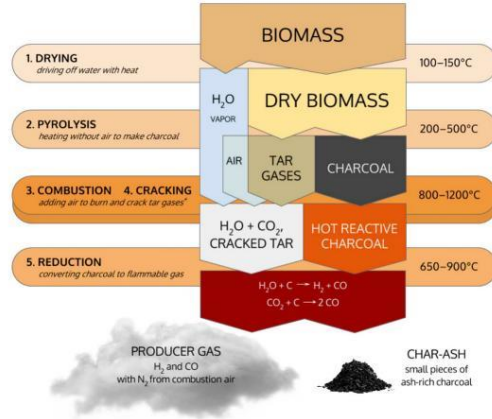 BIOMASS
1. DRYING
driving off water with heat
100–150°C
H₂O
VAPOR
DRY BIOMASS
2. PYROLYSIS
heating without air to make charcoal
200–500°C
AIR
TAR
GASES
CHARCOAL
3. COMBUSTION 4. CRACKING
adding air to burn and crack tar gases*
800–1200°C
H₂O + CO₂,
CRACKED TAR
HOT REACTIVE
CHARCOAL
5. REDUCTION
converting charcoal to flammable gas
650–900°C
H₂O + C → H₂ + CO
CO₂ + C → 2 CO
PRODUCER GAS
H₂ and CO
with N₂ from combustion air
CHAR-ASH
small pieces of
ash-rich charcoal